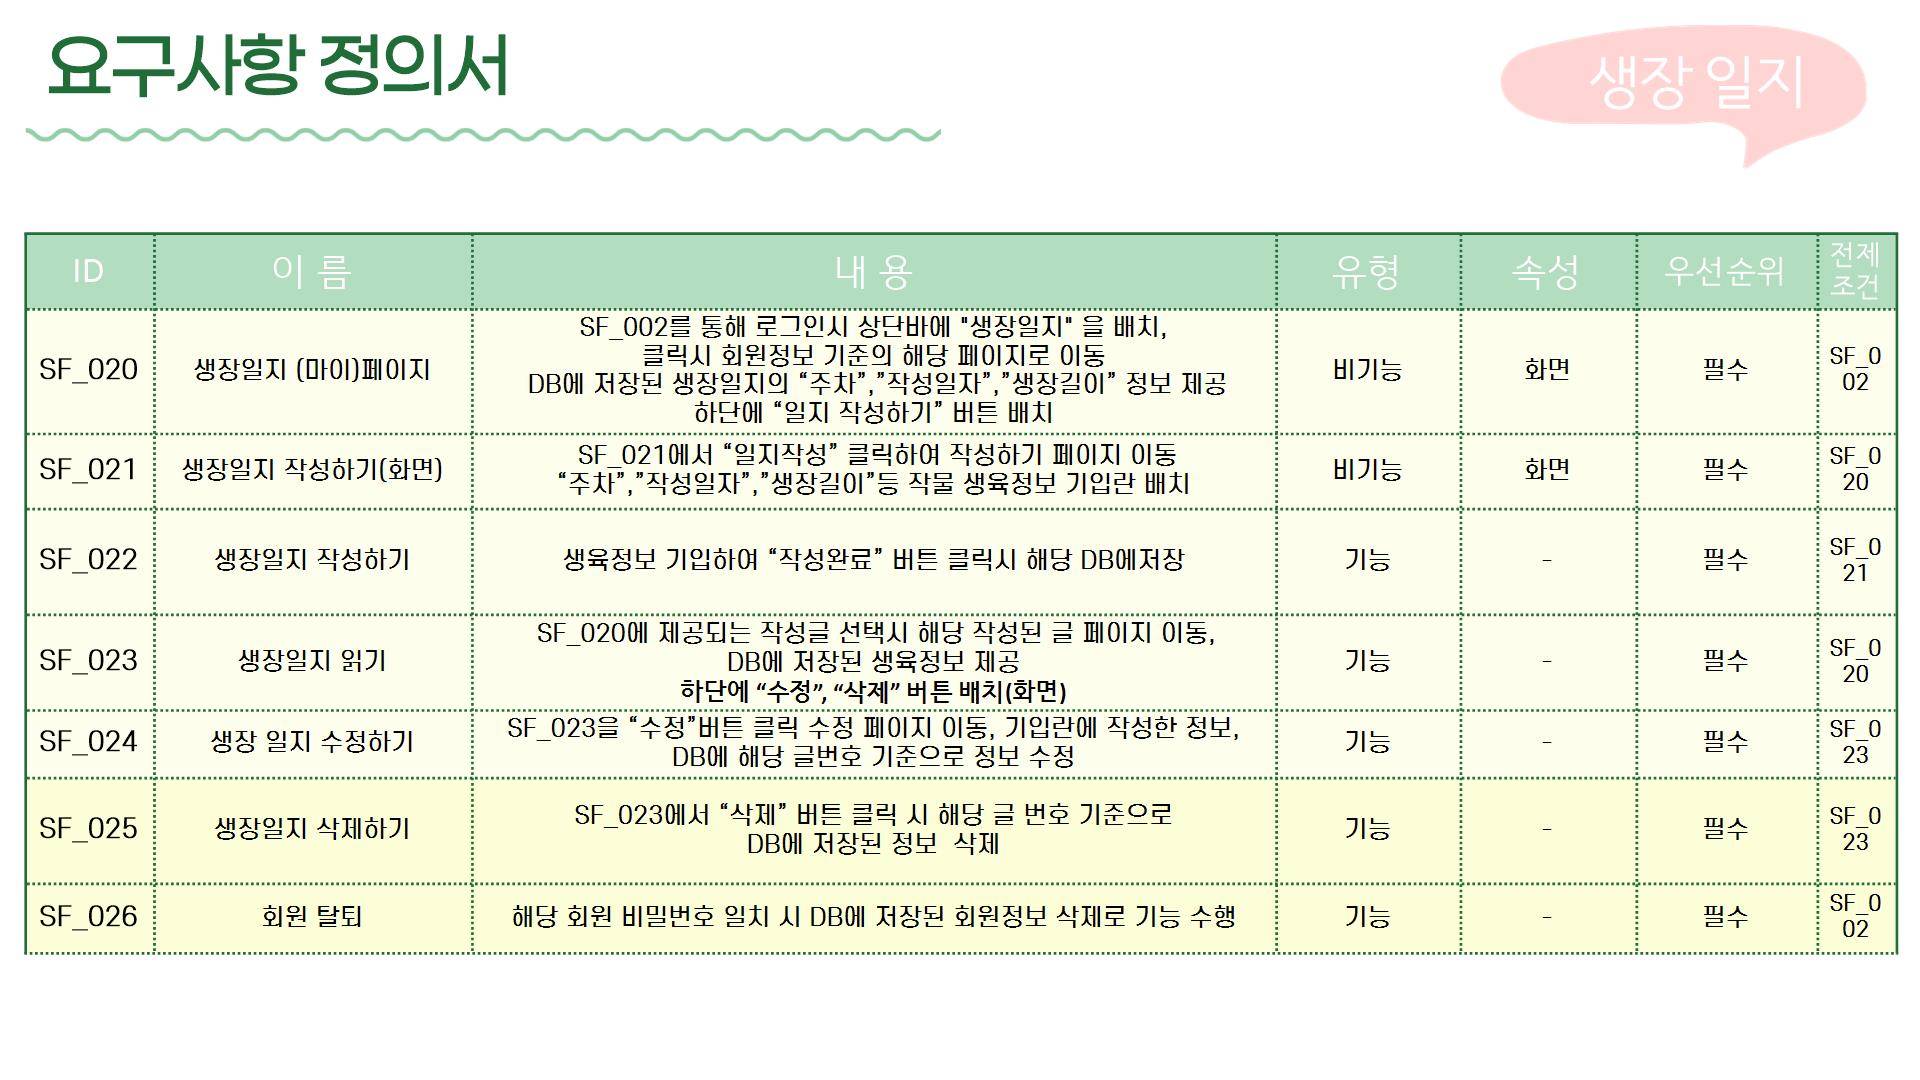 요구사항 정의서
생장 일지
ID
이 름
내 용
유형
속성
우선순위
전제
조건
SF_020
생장일지 (마이)페이지
SF_002를 통해 로그인시 상단바에 "생장일지" 을 배치,
클릭시 회원정보 기준의 해당 페이지로 이동
DB에 저장된 생장일지의 “주차”,”작성일자”,”생장길이” 정보 제공
하단에 “일지 작성하기” 버튼 배치
비기능
화면
필수
SF_0
02
SF_021
생장일지 작성하기(화면)
SF_021에서 “일지작성” 클릭하여 작성하기 페이지 이동
“주차”,”작성일자”,”생장길이”등 작물 생육정보 기입란 배치
비기능
화면
필수
SF_0
20
SF_022
생장일지 작성하기
생육정보 기입하여 “작성완료” 버튼 클릭시 해당 DB에저장
기능
-
필수
SF_0
21
SF_023
생장일지 읽기
SF_020에 제공되는 작성글 선택시 해당 작성된 글 페이지 이동,
DB에 저장된 생육정보 제공
하단에 “수정”, “삭제” 버튼 배치(화면)
기능
-
필수
SF_0
20
SF_024
생장 일지 수정하기
SF_023을 “수정”버튼 클릭 수정 페이지 이동, 기입란에 작성한 정보,
DB에 해당 글번호 기준으로 정보 수정
기능
-
필수
SF_0
23
SF_025
생장일지 삭제하기
SF_023에서 “삭제” 버튼 클릭 시 해당 글 번호 기준으로
DB에 저장된 정보  삭제
기능
-
필수
SF_0
23
SF_026
회원 탈퇴
해당 회원 비밀번호 일치 시 DB에 저장된 회원정보 삭제로 기능 수행
기능
-
필수
SF_0
02